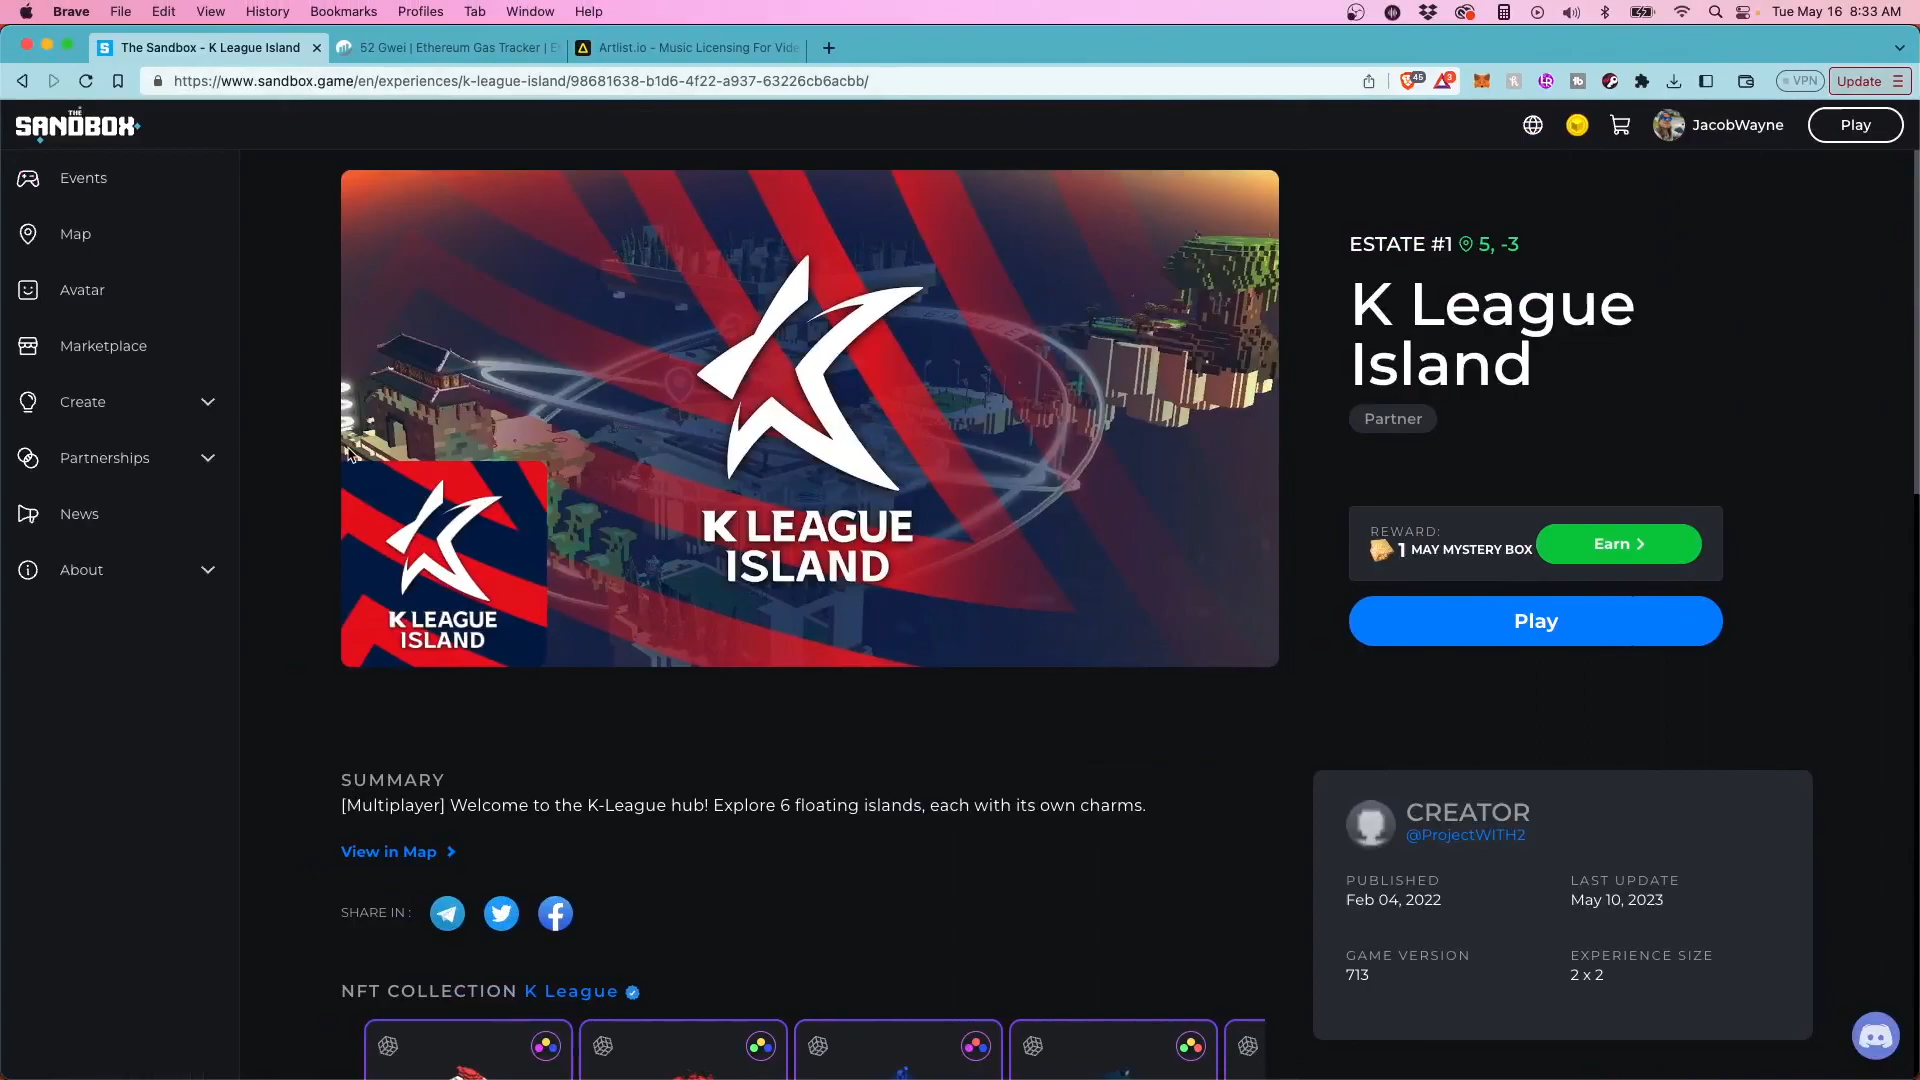 Brave File Edit View History Bookmarks Profiles Tab Window Help
Tue May 16 8:33 AM
The Sandbox - K League Island
52 Gwei | Ethereum Gas Tracker | E
Artlist.io - Music Licensing For Vide
https://www.sandbox.game/en/experiences/k-league-island/98681638-b1d6-4f22-a937-63226cb6acbb/
45
3
VPN
Update
THE
SANDBOX
JacobWayne
Play
Events
Map
Avatar
Marketplace
Create
Partnerships
News
About
K LEAGUE
ISLAND
K LEAGUE
ISLAND
ESTATE #1 5, -3
K League
Island
Partner
REWARD:
1 MAY MYSTERY BOX
Earn
Play
SUMMARY
[Multiplayer] Welcome to the K-League hub! Explore 6 floating islands, each with its own charms.
View in Map
SHARE IN :
NFT COLLECTION K League
CREATOR
@ProjectWITH2
PUBLISHED
Feb 04, 2022
LAST UPDATE
May 10, 2023
GAME VERSION
713
EXPERIENCE SIZE
2 x 2